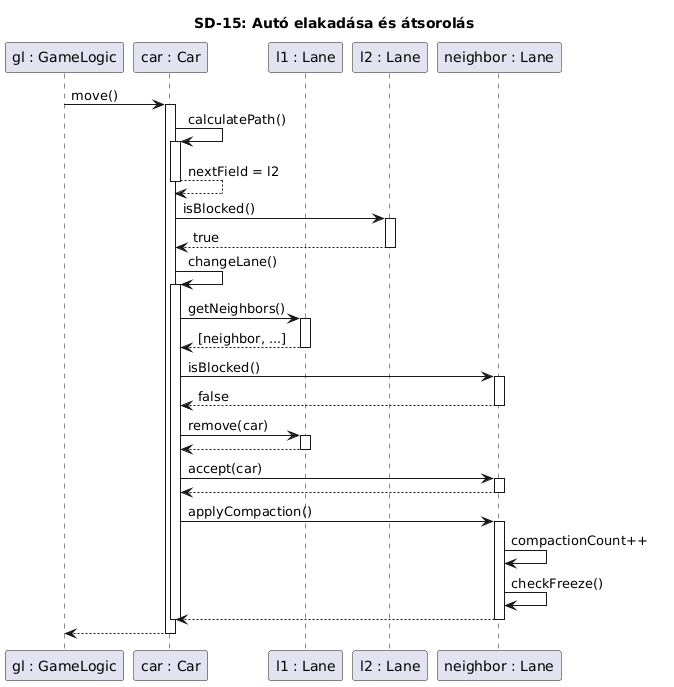 SD-15: Autó elakadása és átsorolás
gl : GameLogic
car : Car
l1 : Lane
l2 : Lane
neighbor : Lane
move()
calculatePath()
nextField = l2
isBlocked()
true
changeLane()
getNeighbors()
[neighbor, ...]
isBlocked()
false
remove(car)
accept(car)
applyCompaction()
compactionCount++
checkFreeze()
gl : GameLogic
car : Car
l1 : Lane
l2 : Lane
neighbor : Lane